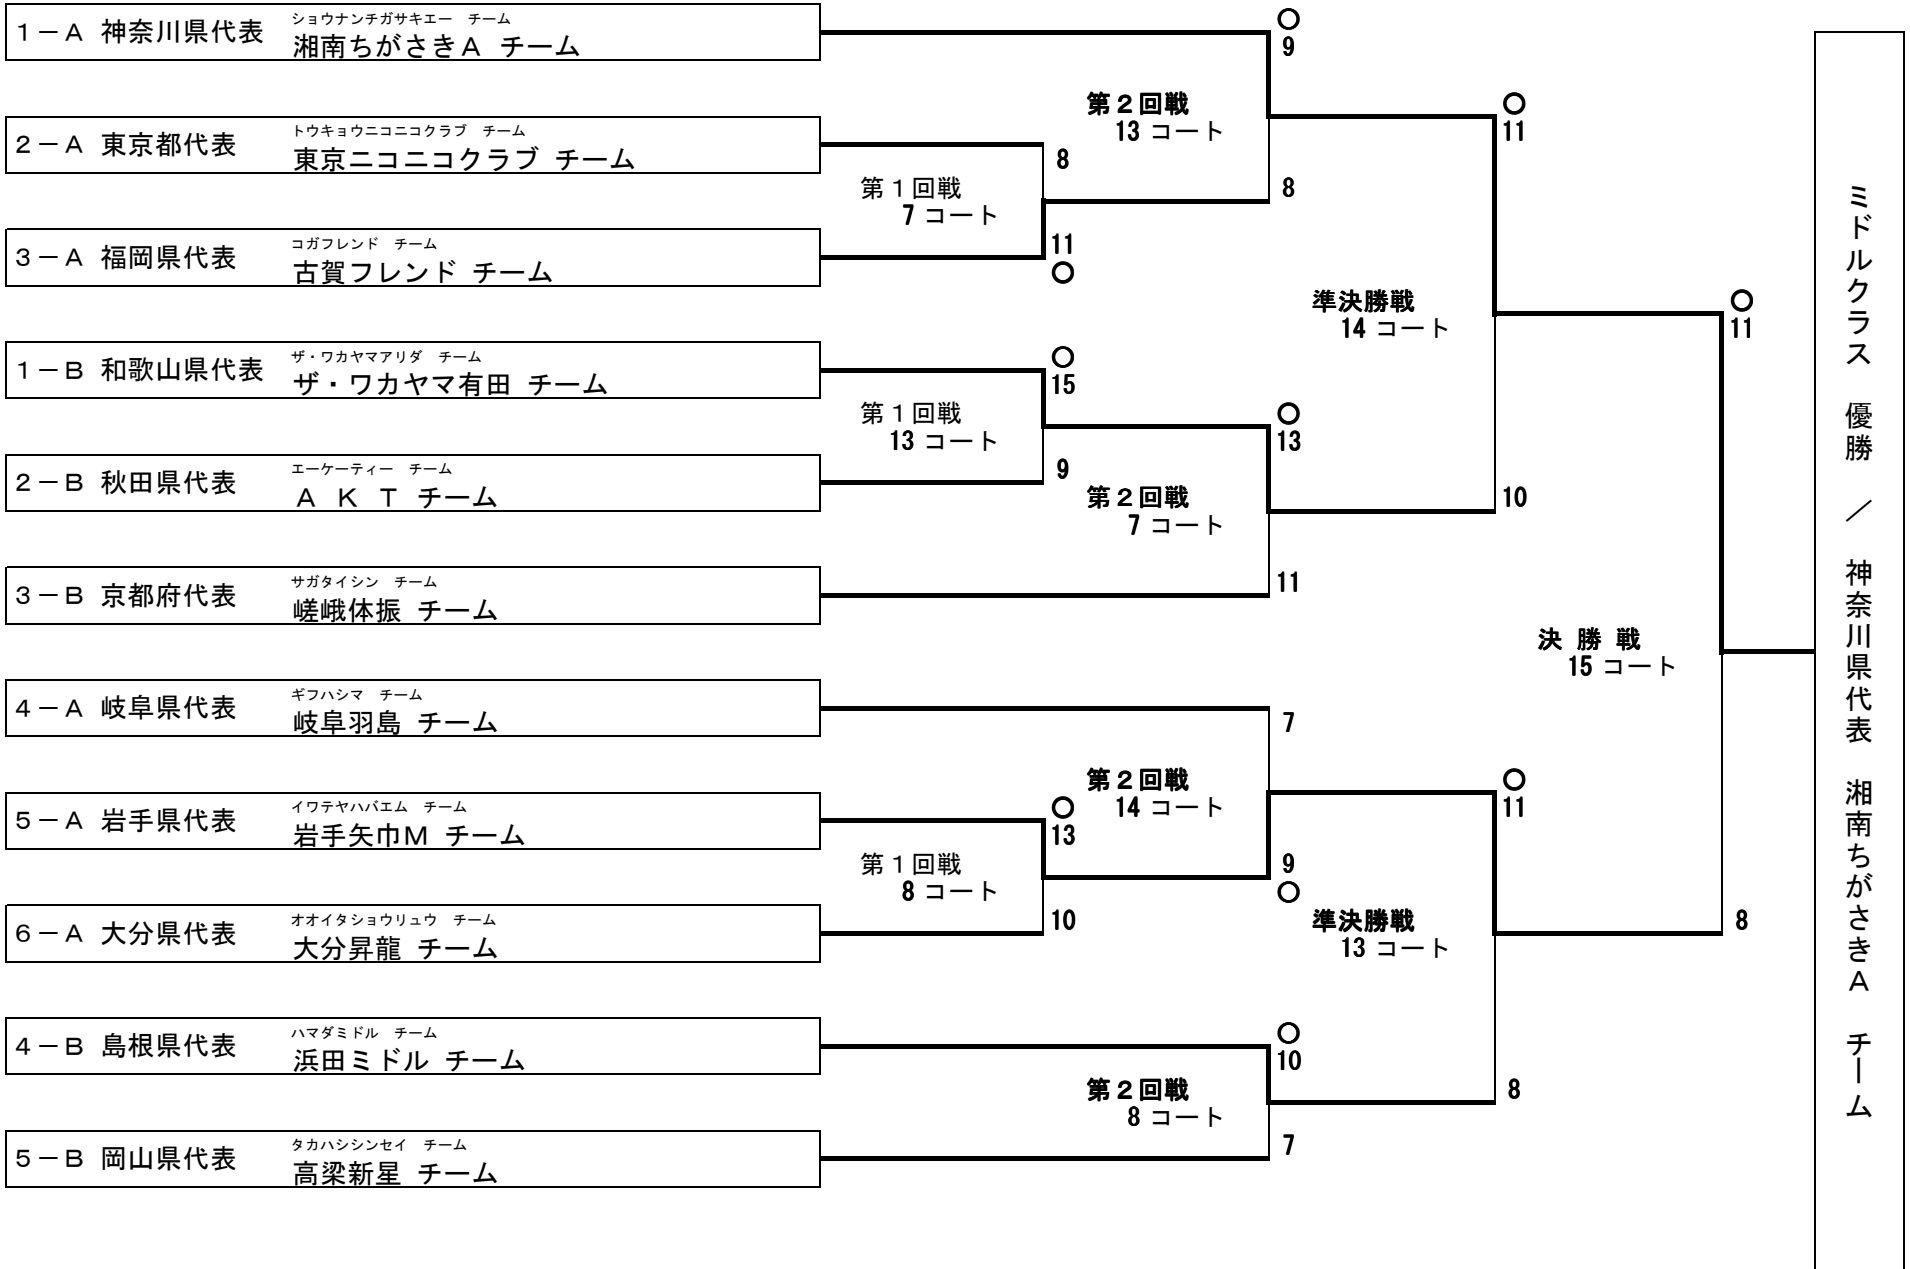 ショウナンチガサキエー　チーム
１－Ａ 神奈川県代表 湘南ちがさきＡ チーム
○
9
第２回戦
13 コート
○
11
トウキョウニコニコクラブ　チーム
２－Ａ 東京都代表 東京ニコニコクラブ チーム
8
第１回戦
7 コート
8
コガフレンド　チーム
３－Ａ 福岡県代表 古賀フレンド チーム
11
○
準決勝戦
14 コート
○
11
ザ・ワカヤマアリダ　チーム
１－Ｂ 和歌山県代表 ザ・ワカヤマ有田 チーム
○
15
第１回戦
13 コート
○
13
エーケーティー　チーム
２－Ｂ 秋田県代表 Ａ Ｋ Ｔ チーム
9
第２回戦
7 コート
10
サガタイシン　チーム
３－Ｂ 京都府代表 嵯峨体振 チーム
11
決 勝 戦
15 コート
ギフハシマ　チーム
４－Ａ 岐阜県代表 岐阜羽島 チーム
7
第２回戦
14 コート
○
11
イワテヤハバエム　チーム
５－Ａ 岩手県代表 岩手矢巾Ｍ チーム
○
13
第１回戦
8 コート
9
○
オオイタショウリュウ　チーム
６－Ａ 大分県代表 大分昇龍 チーム
10
準決勝戦
13 コート
8
ハマダミドル　チーム
４－Ｂ 島根県代表 浜田ミドル チーム
○
10
第２回戦
8 コート
8
タカハシシンセイ　チーム
５－Ｂ 岡山県代表 高梁新星 チーム
7
ミドルクラス　優勝　／　神奈川県代表　湘南ちがさきＡ　チーム